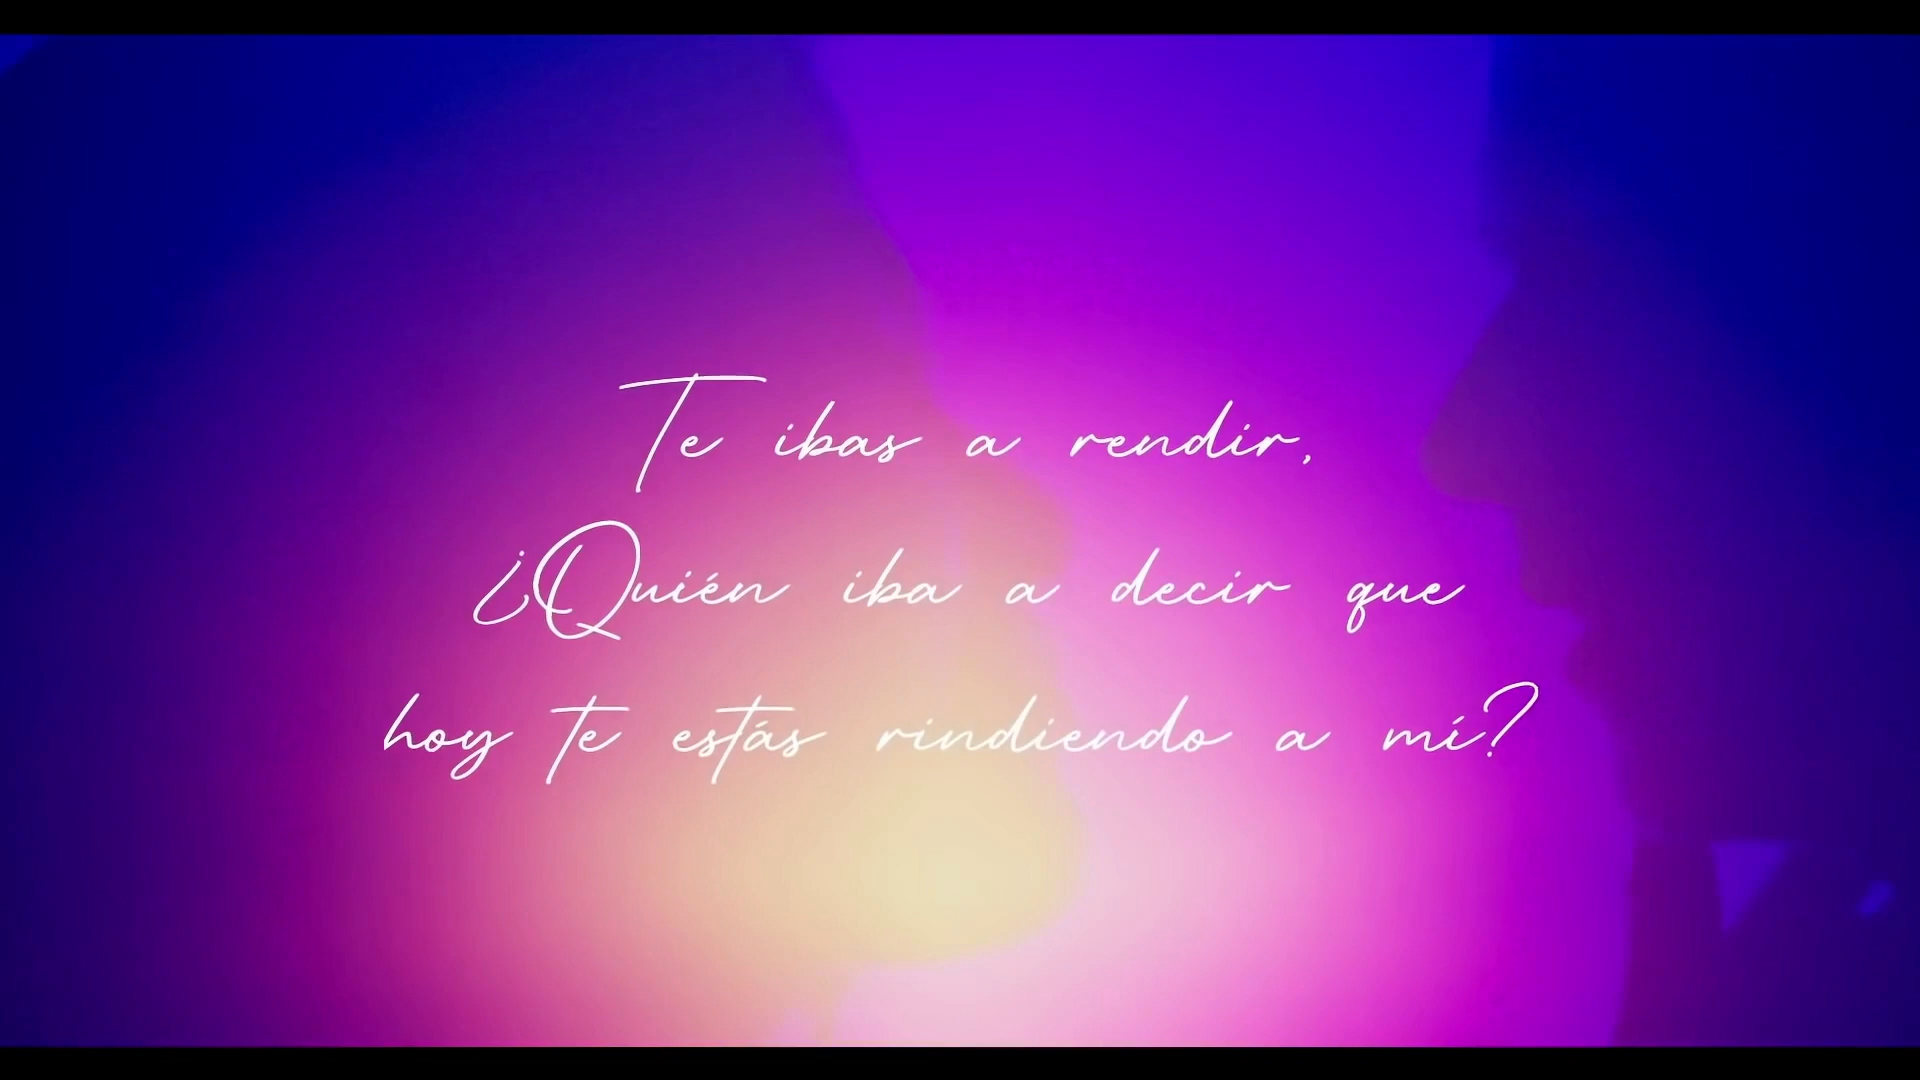 Te ibas a rendir,
¿Quién iba a decir que
hoy te estás rindiendo a mí?